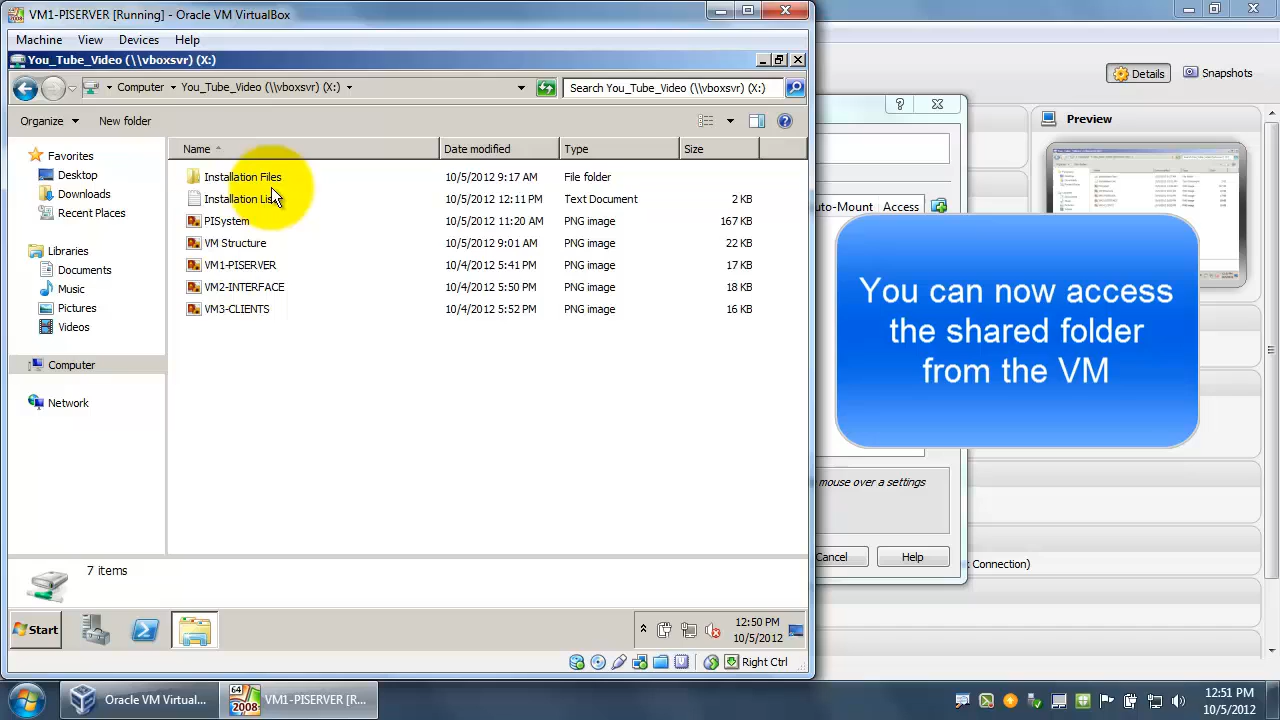 VM1-PISERVER [Running] - Oracle VM VirtualBox
Machine View Devices Help
You_Tube_Video (\\vboxsvr) (X:)
Computer You_Tube_Video (\\vboxsvr) (X:)
Search You_Tube_Video (\\vboxsvr) (X:)
Organize New folder
Favorites
Desktop
Downloads
Recent Places
Libraries
Documents
Music
Pictures
Videos
Computer
Network
Name Date modified Type Size
Installation Files 10/5/2012 9:17 AM File folder
Installation 10/5/2012 12:11 PM Text Document 2 KB
PISystem 10/5/2012 11:20 AM PNG image 167 KB
VM Structure 10/5/2012 9:01 AM PNG image 22 KB
VM1-PISERVER 10/4/2012 5:41 PM PNG image 17 KB
VM2-INTERFACE 10/4/2012 5:50 PM PNG image 18 KB
VM3-CLIENTS 10/4/2012 5:52 PM PNG image 16 KB
7 items
Start
12:50 PM
10/5/2012
Right Ctrl
Details Snapshots
Preview
uto-Mount Access
You can now access
the shared folder
from the VM
mouse over a settings
Cancel Help
Connection)
Oracle VM Virtual...
64
2008
VM1-PISERVER [R...
12:51 PM
10/5/2012